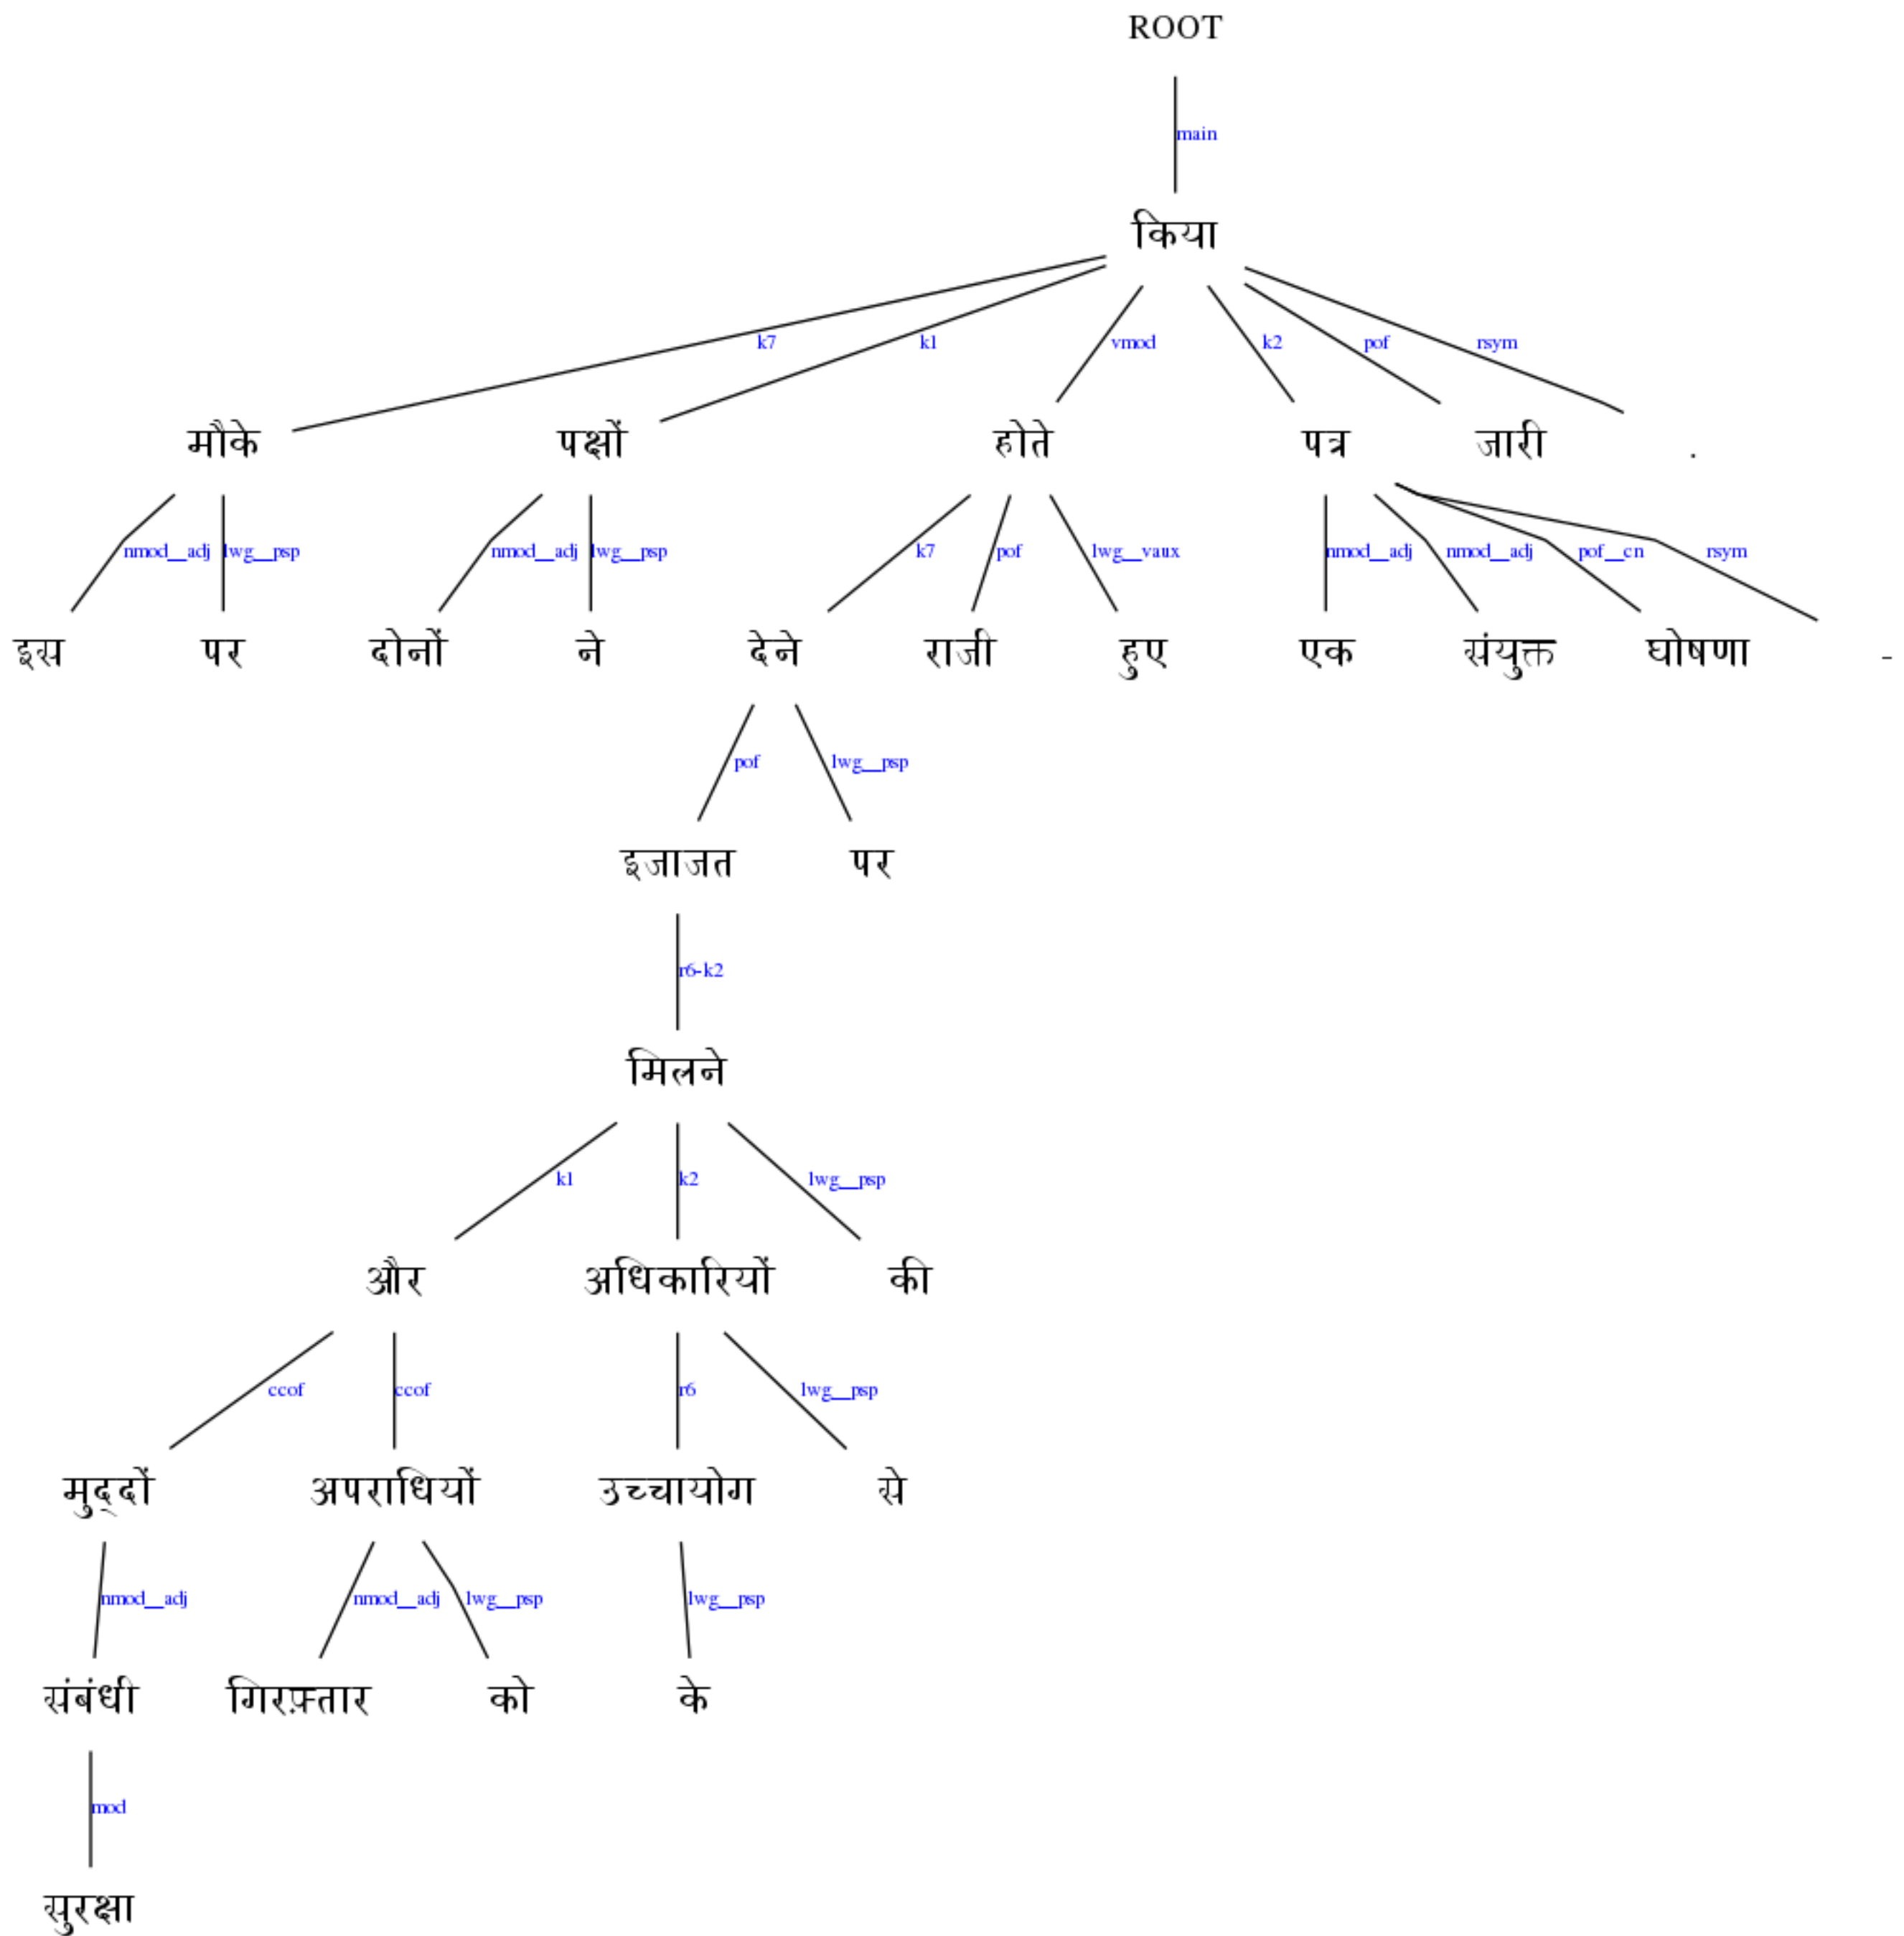 ROOT
main
किया
k7 k1 vmod k2 pof rsym
मौके पक्षों होते पत्र जारी .
nmod__adj lwg__psp nmod__adj lwg__psp k7 pof lwg__vaux nmod__adj nmod__adj pof__cn rsym
इस पर दोनों ने देने राजी हुए एक संयुक्त घोषणा -
pof lwg__psp
इजाजत पर
r6-k2
मिलने
k1 k2 lwg__psp
और अधिकारियों की
ccof ccof r6 lwg__psp
मुद्दों अपराधियों उच्चायोग से
nmod__adj nmod__adj lwg__psp lwg__psp
संबंधी गिरफ़्तार को के
mod
सुरक्षा